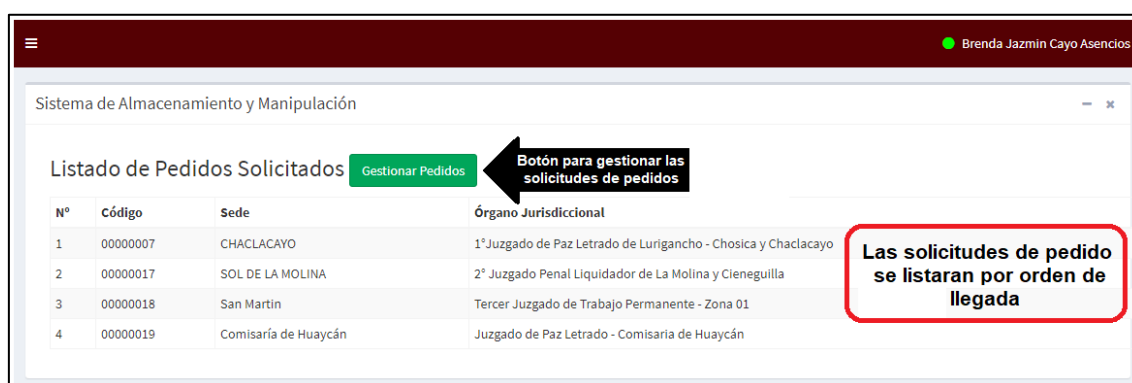 Brenda Jazmin Cayo Asencios
Sistema de Almacenamiento y Manipulación
Listado de Pedidos Solicitados Gestionar Pedidos
Botón para gestionar las
solicitudes de pedidos
Nº Código Sede Órgano Jurisdiccional
1 00000007 CHACLACAYO 1°Juzgado de Paz Letrado de Lurigancho - Chosica y Chaclacayo
2 00000017 SOL DE LA MOLINA 2° Juzgado Penal Liquidador de La Molina y Cieneguilla
3 00000018 San Martin Tercer Juzgado de Trabajo Permanente - Zona 01
4 00000019 Comisaría de Huaycán Juzgado de Paz Letrado - Comisaria de Huaycán
Las solicitudes de pedido
se listaran por orden de
llegada